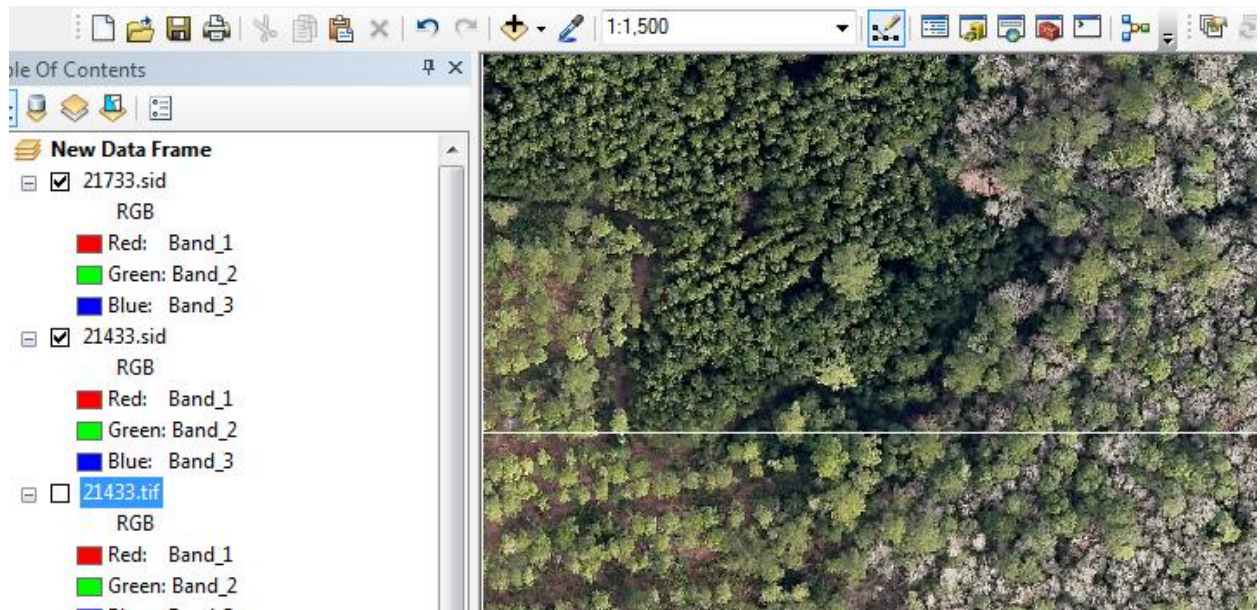 1:1,500
ble Of Contents
New Data Frame
21733.sid
RGB
Red: Band_1
Green: Band_2
Blue: Band_3
21433.sid
RGB
Red: Band_1
Green: Band_2
Blue: Band_3
21433.tif
RGB
Red: Band_1
Green: Band_2